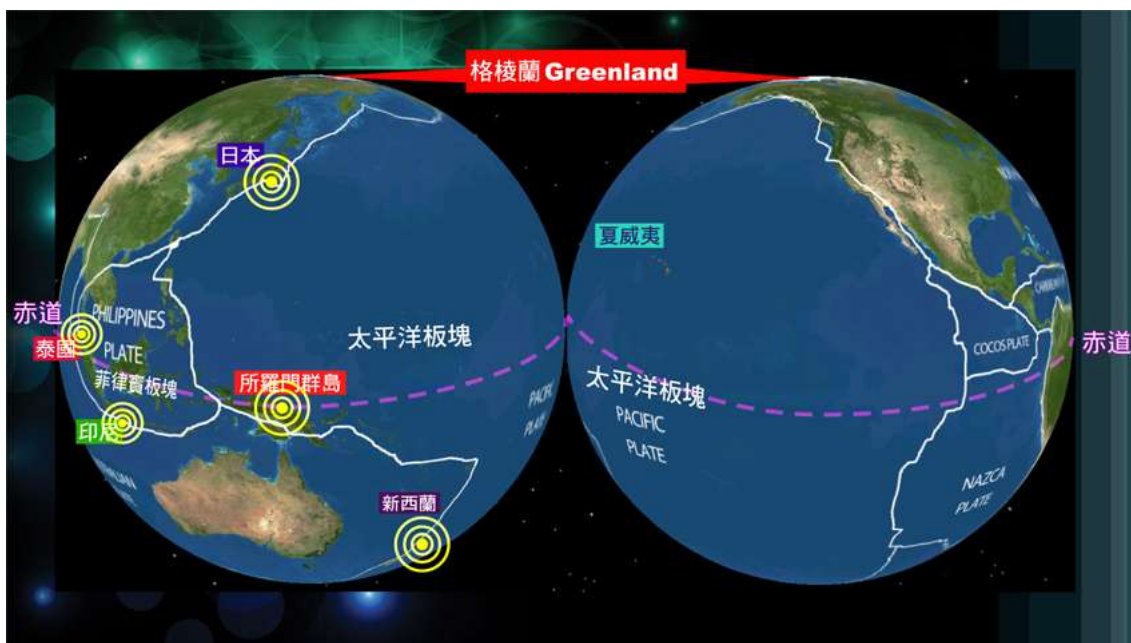 格棱蘭 Greenland
日本
夏威夷
赤道
PHILIPPINES
PLATE
泰國
菲律賓板塊
太平洋板塊
所羅門群島
印尼
新西蘭
太平洋板塊
PACIFIC
PLATE
COCOS PLATE
赤道
NAZCA
PLATE